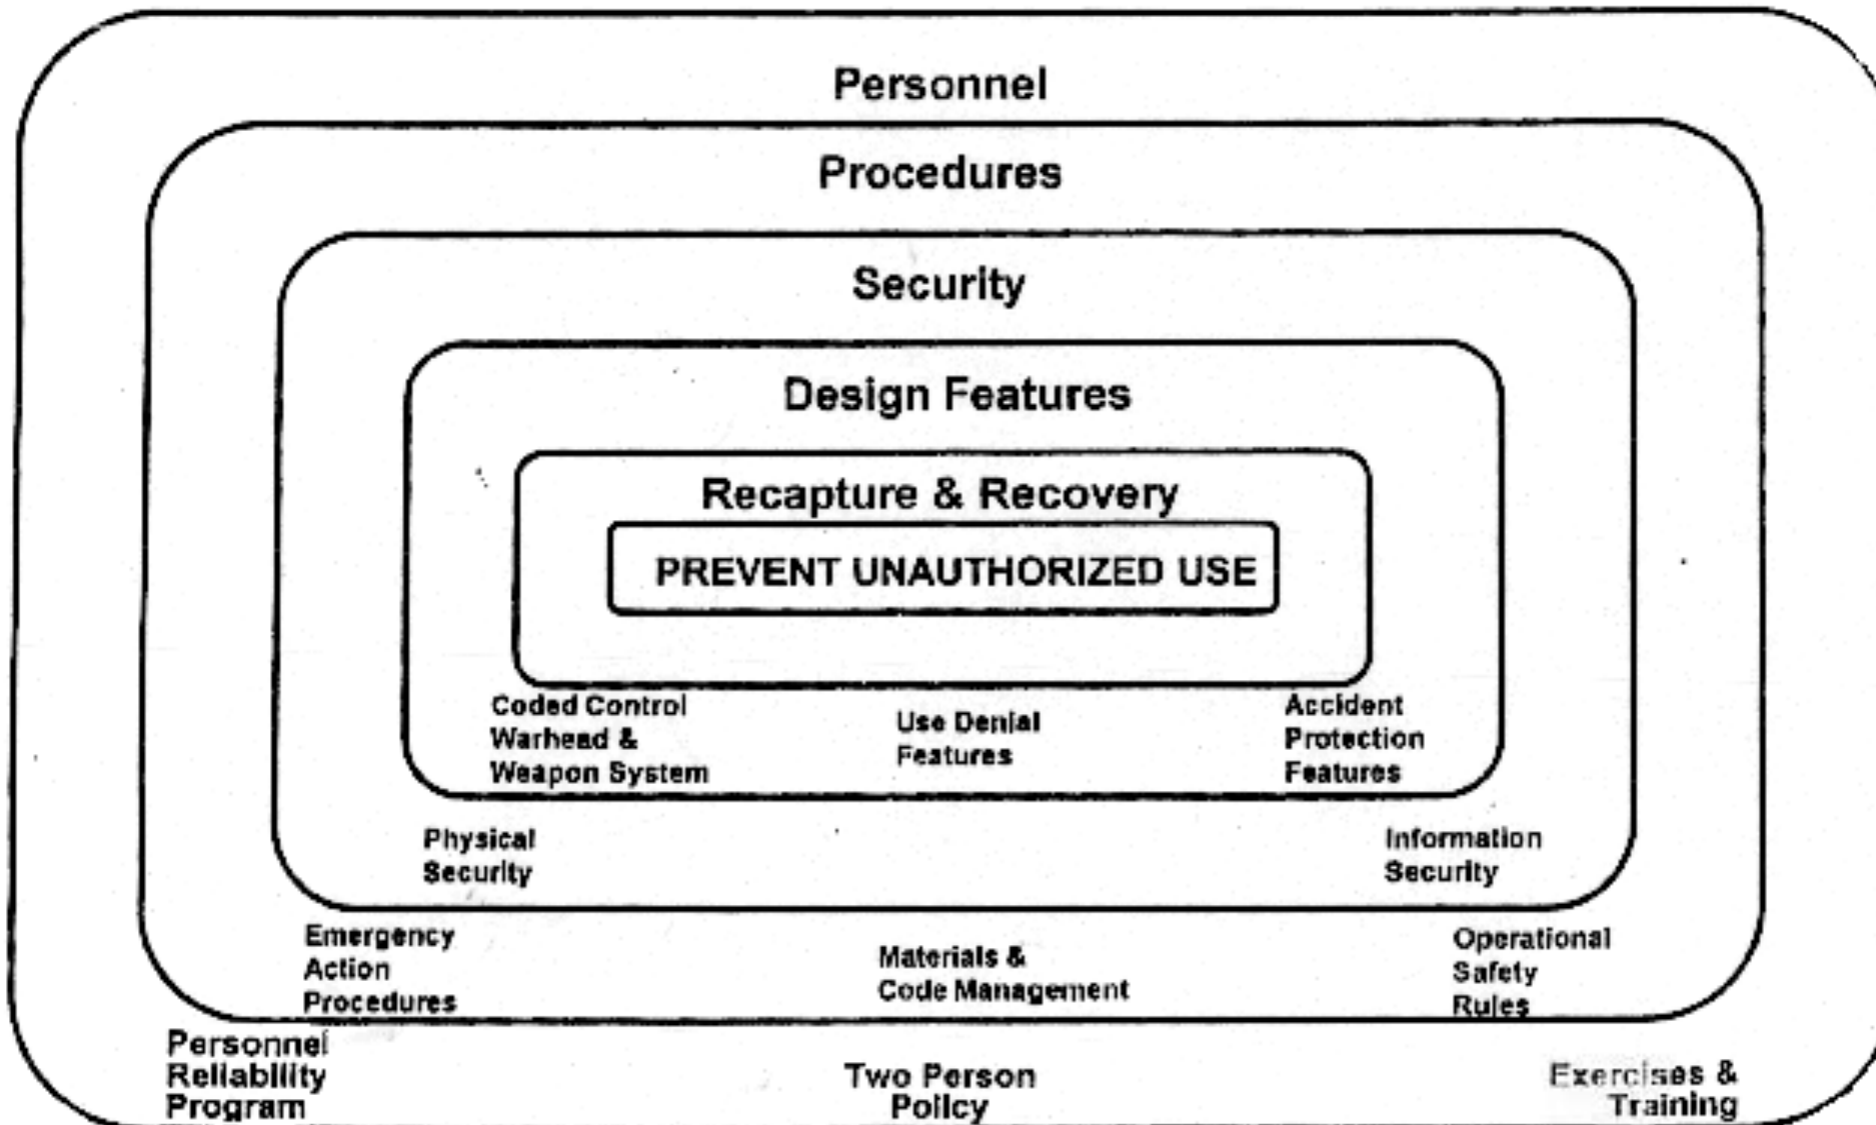 Personnel
Procedures
Security
Design Features
Recapture & Recovery
PREVENT UNAUTHORIZED USE
Coded Control
Warhead &
Weapon System
Use Denial
Features
Accident
Protection
Features
Physical
Security
Information
Security
Emergency
Action
Procedures
Materials &
Code Management
Operational
Safety
Rules
Personnel
Reliability
Program
Two Person
Policy
Exercises &
Training